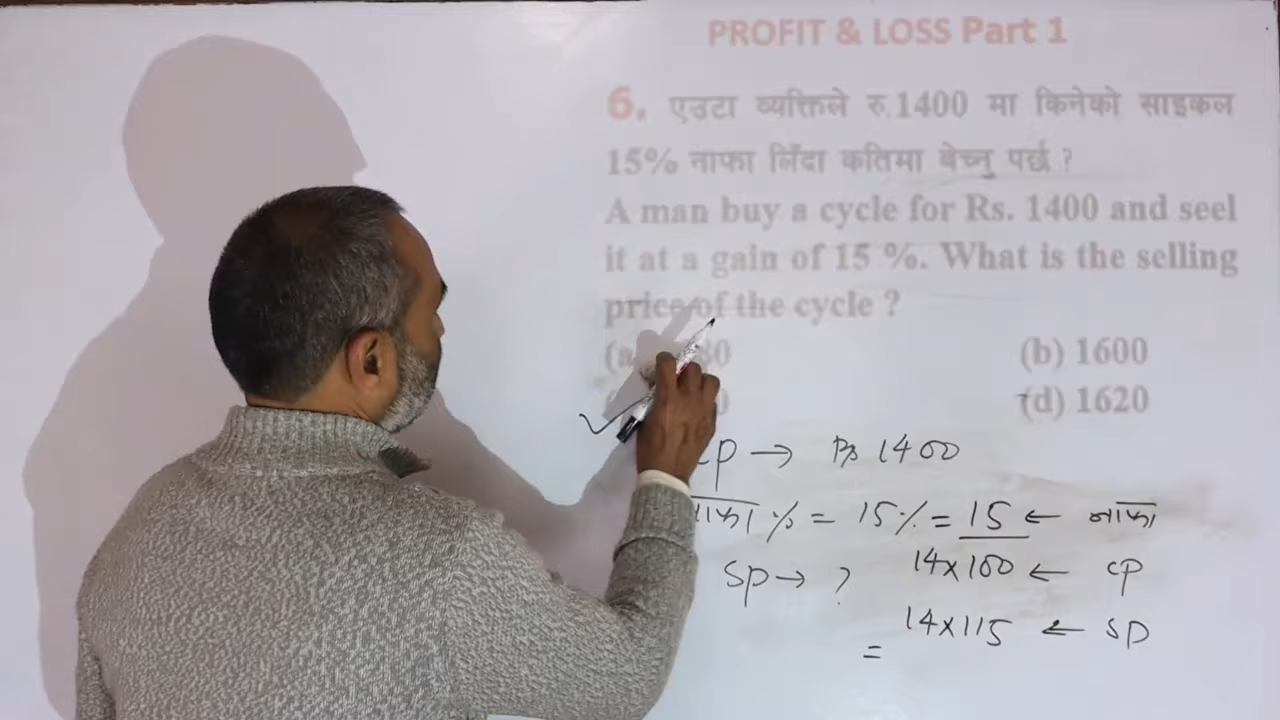 PROFIT & LOSS Part 1
6. एउटा व्यक्तिले रु.1400 मा किनेको साइकल
15% नाफा लिँदा कतिमा बेच्नु पर्छ ?
A man buy a cycle for Rs. 1400 and seel
it at a gain of 15 %. What is the selling
price of the cycle ?
(b) 1600
(d) 1620
→ Rs 1400
% = 15% = 15 ← नाफा
SP → ? 14×100 ← CP
14×115 ← SP
=